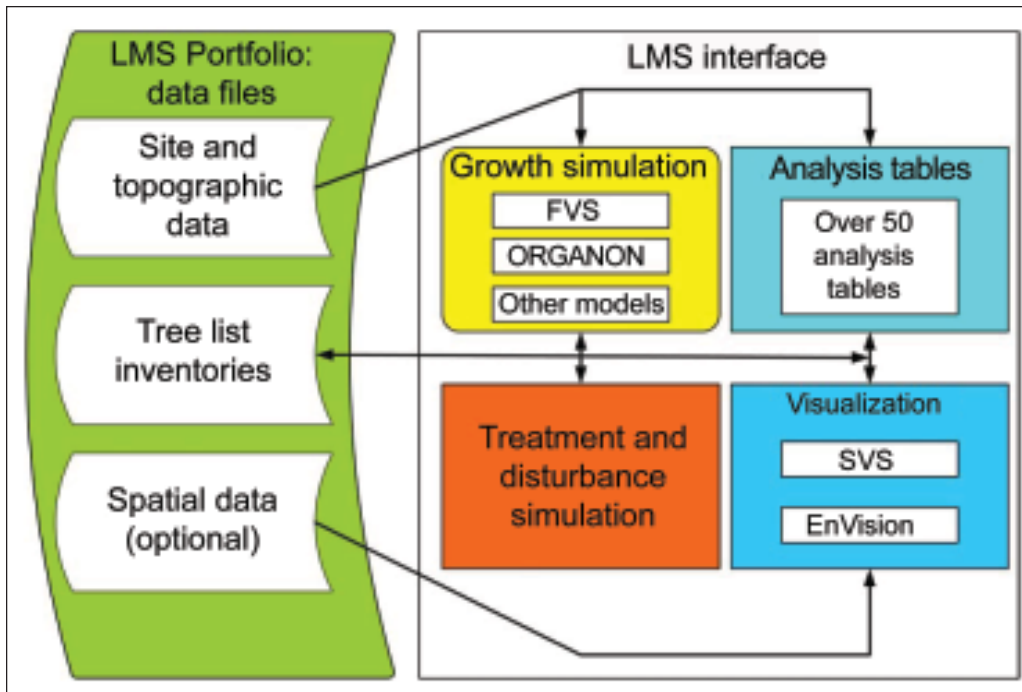 LMS Portfolio:
data files
Site and
topographic
data
Tree list
inventories
Spatial data
(optional)
LMS interface
Growth simulation
FVS
ORGANON
Other models
Analysis tables
Over 50
analysis
tables
Treatment and
disturbance
simulation
Visualization
SVS
EnVision